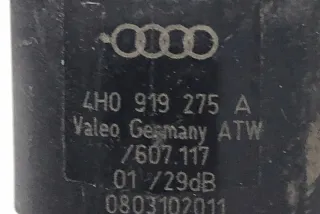 4H0 919 275 A
Valeo Germany ATW
/607.117
01 /29dB
0803102011